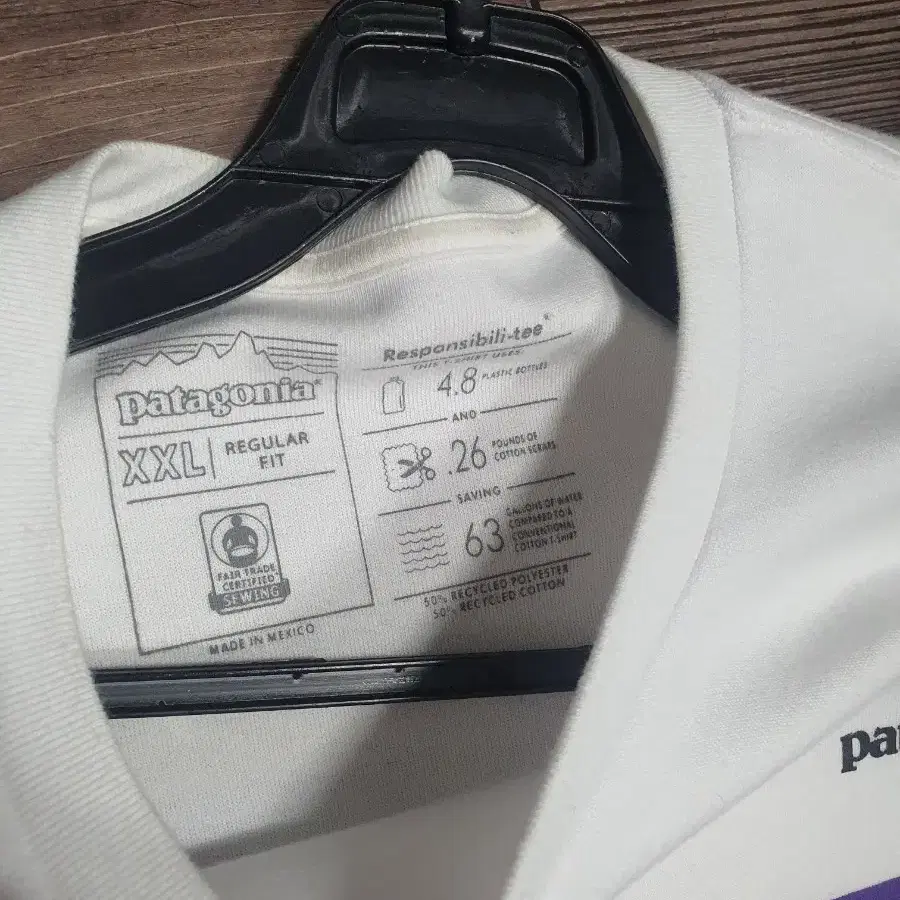 patagonia®
XXL
REGULAR
FIT
FAIR TRADE
CERTIFIED™
SEWING
MADE IN MEXICO
Responsibili-tee®
THIS T-SHIRT USES:
4.8 PLASTIC BOTTLES
AND
.26 POUNDS OF
COTTON SCRAPS
SAVING
63 GALLONS OF WATER
COMPARED TO A
CONVENTIONAL
COTTON T-SHIRT
50% RECYCLED POLYESTER
50% RECYCLED COTTON
pa